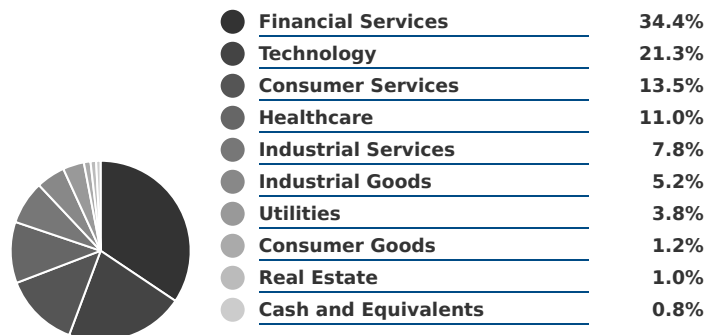 Financial Services 34.4%
Technology 21.3%
Consumer Services 13.5%
Healthcare 11.0%
Industrial Services 7.8%
Industrial Goods 5.2%
Utilities 3.8%
Consumer Goods 1.2%
Real Estate 1.0%
Cash and Equivalents 0.8%